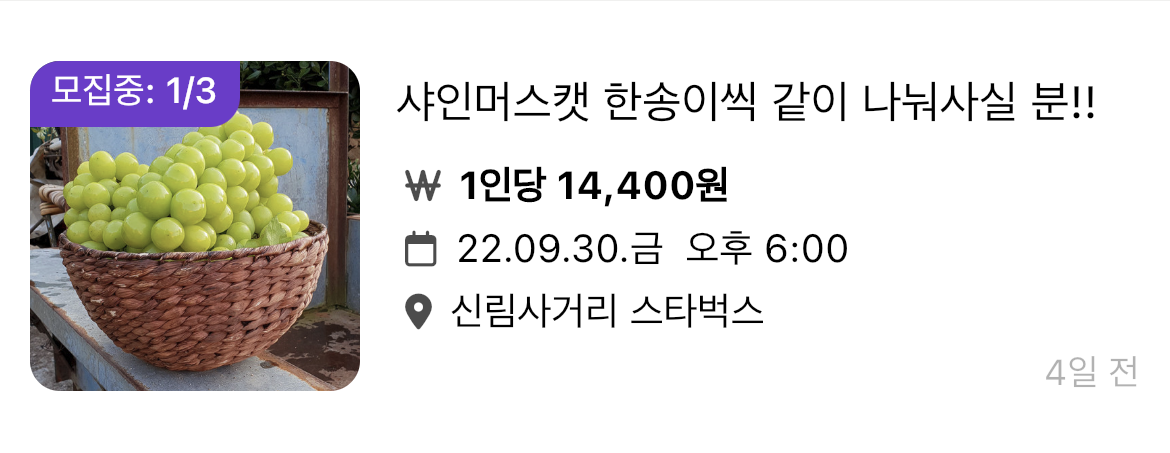 모집중: 1/3
샤인머스캣 한송이씩 같이 나눠사실 분!!
₩ 1인당 14,400원
22.09.30.금 오후 6:00
신림사거리 스타벅스
4일 전